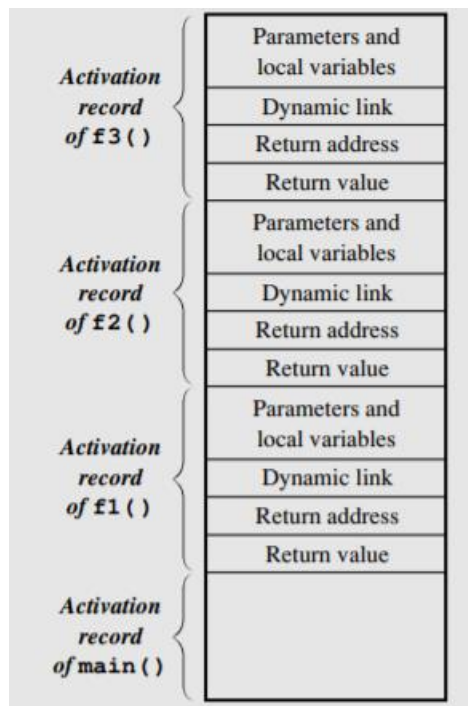 Activation
record
of f3()
Parameters and
local variables
Dynamic link
Return address
Return value
Activation
record
of f2()
Parameters and
local variables
Dynamic link
Return address
Return value
Activation
record
of f1()
Parameters and
local variables
Dynamic link
Return address
Return value
Activation
record
of main()